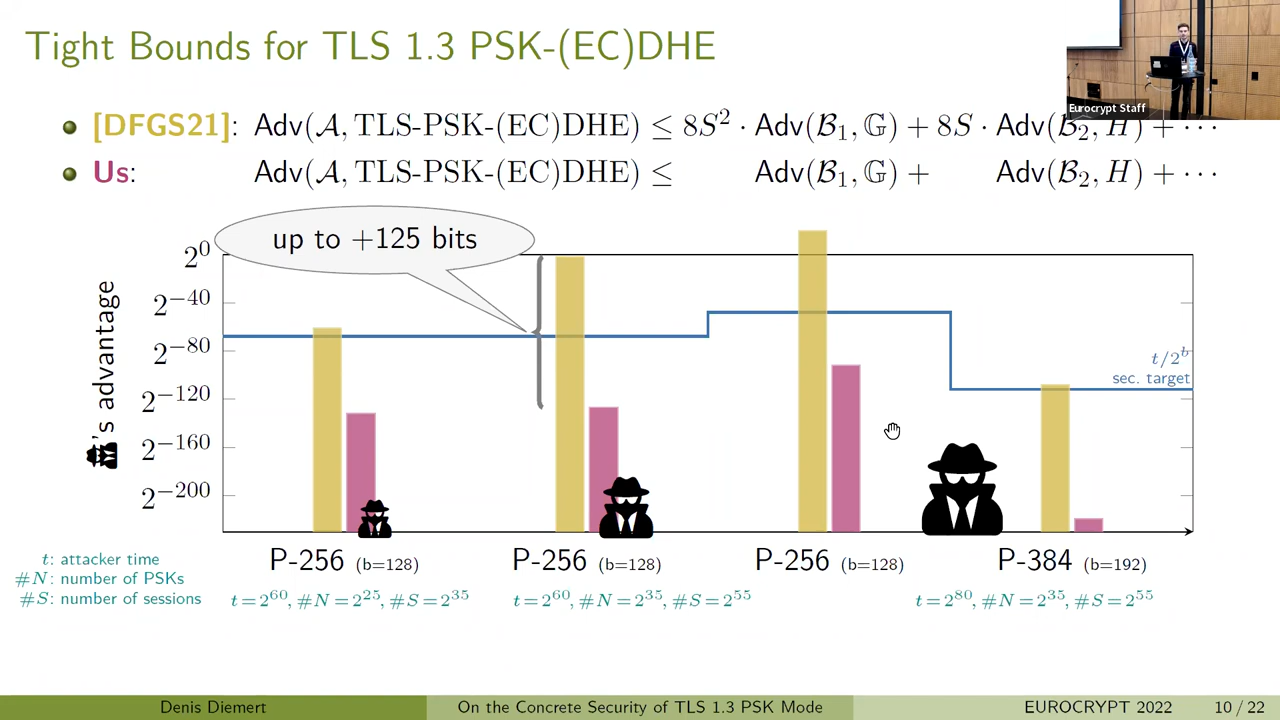 Tight Bounds for TLS 1.3 PSK-(EC)DHE
Eurocrypt Staff
[DFGS21]: Adv(𝒜, TLS-PSK-(EC)DHE) ≤ 8S² · Adv(ℬ₁, 𝔾) + 8S · Adv(ℬ₂, H) + ···
Us: Adv(𝒜, TLS-PSK-(EC)DHE) ≤ Adv(ℬ₁, 𝔾) + Adv(ℬ₂, H) + ···
up to +125 bits
's advantage
2⁰
2⁻⁴⁰
2⁻⁸⁰
2⁻¹²⁰
2⁻¹⁶⁰
2⁻²⁰⁰
t/2ᵇ
sec. target
P-256 (b=128) P-256 (b=128) P-256 (b=128) P-384 (b=192)
t: attacker time
#N: number of PSKs
#S: number of sessions
t=2⁶⁰, #N=2²⁵, #S=2³⁵ t=2⁶⁰, #N=2³⁵, #S=2⁵⁵ t=2⁸⁰, #N=2³⁵, #S=2⁵⁵
Denis Diemert On the Concrete Security of TLS 1.3 PSK Mode EUROCRYPT 2022 10 / 22